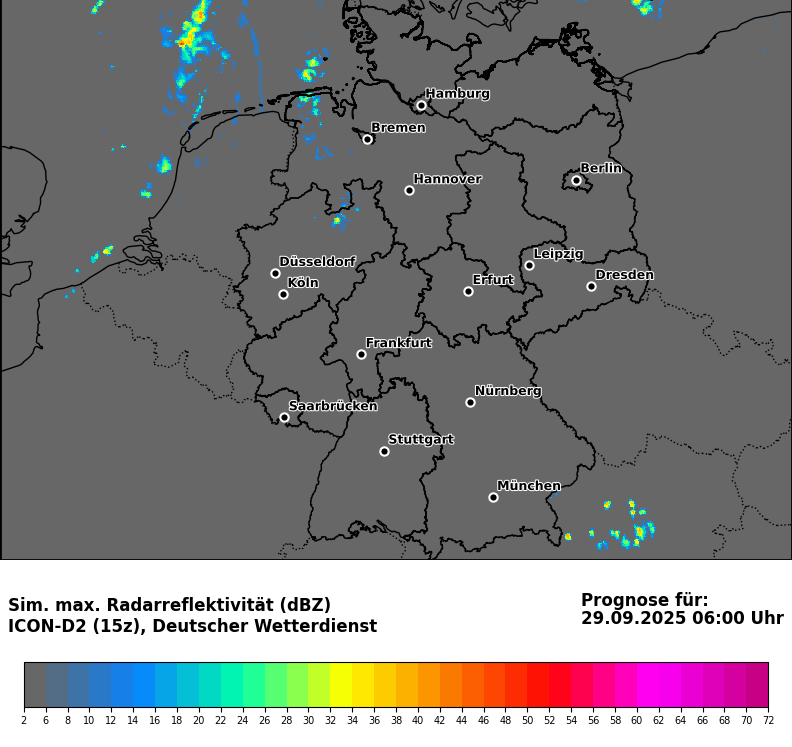 Hamburg
Bremen
Berlin
Hannover
Leipzig
Düsseldorf
Dresden
Köln
Erfurt
Frankfurt
Nürnberg
Saarbrücken
Stuttgart
München
Sim. max. Radarreflektivität (dBZ)
ICON-D2 (15z), Deutscher Wetterdienst
Prognose für:
29.09.2025 06:00 Uhr
2 6 8 10 12 14 16 18 20 22 24 26 28 30 32 34 36 38 40 42 44 46 48 50 52 54 56 58 60 62 64 66 68 70 72